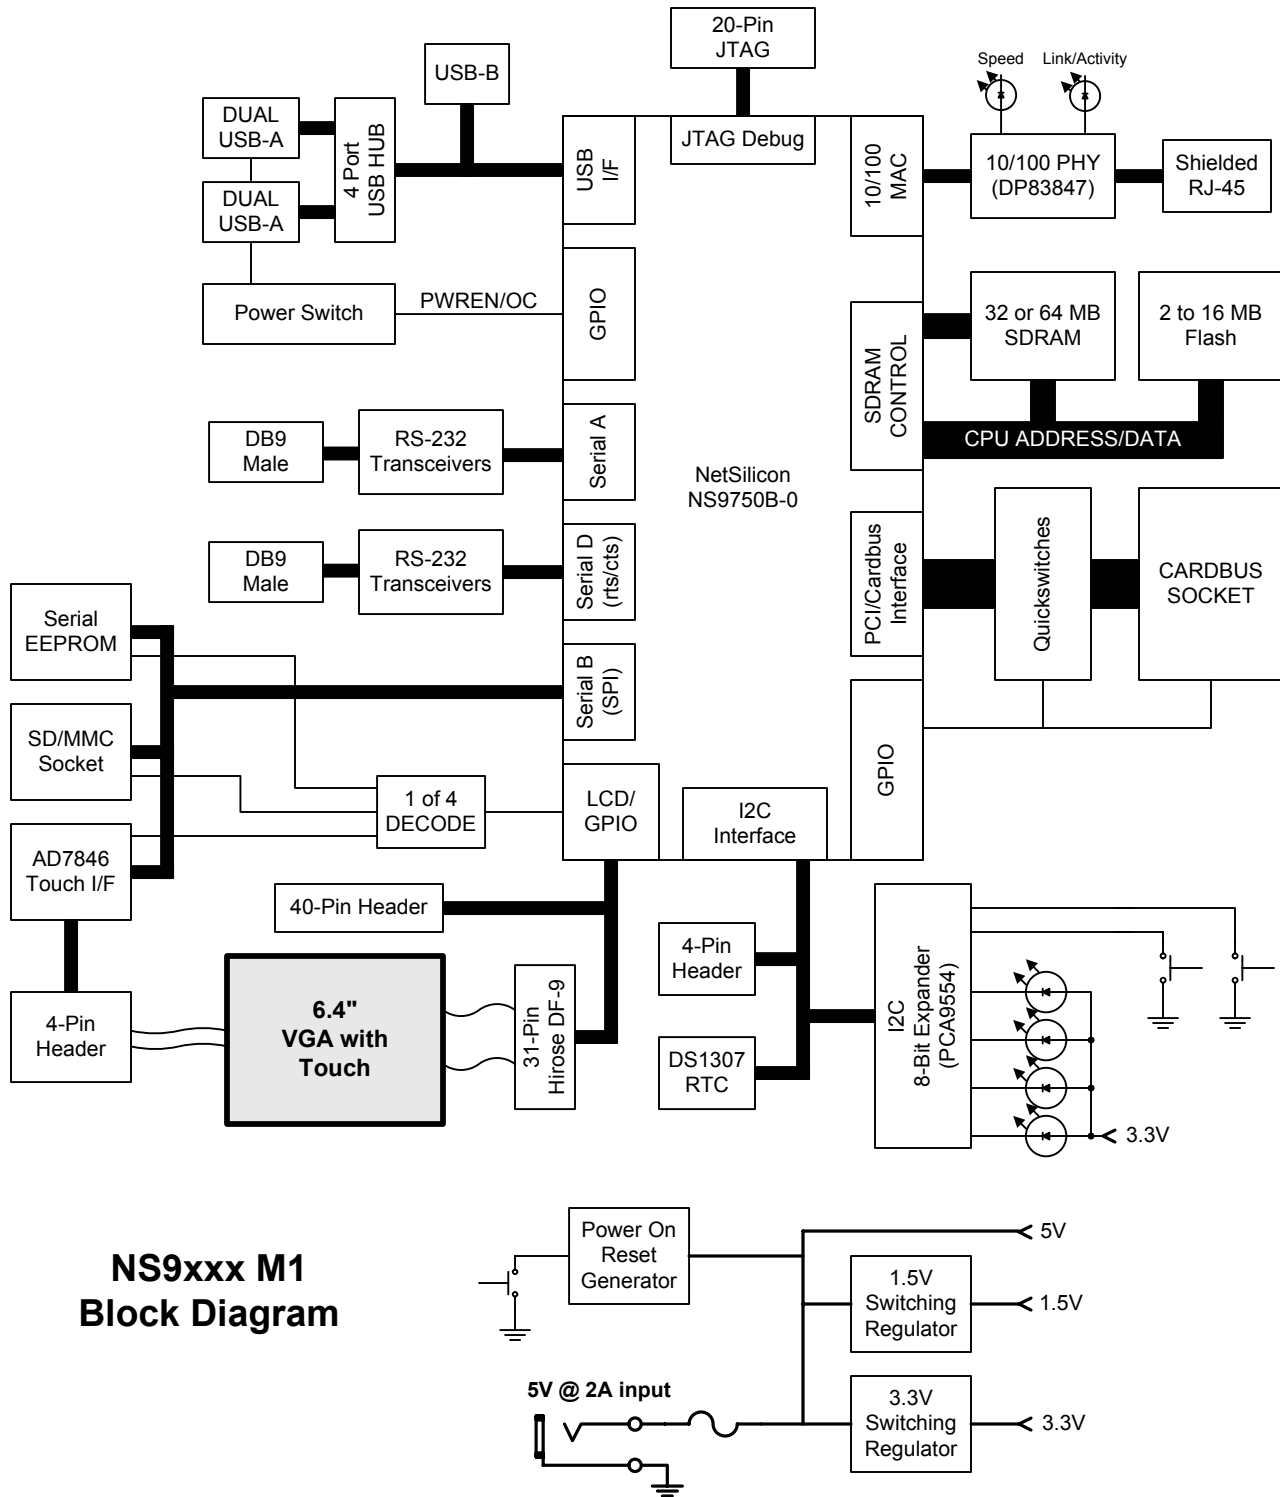 20-Pin
JTAG
Speed
Link/Activity
USB-B
DUAL
USB-A
4 Port
USB HUB
DUAL
USB-A
USB
I/F
JTAG Debug
10/100
MAC
10/100 PHY
(DP83847)
Shielded
RJ-45
Power Switch
PWREN/OC
GPIO
SDRAM
CONTROL
32 or 64 MB
SDRAM
2 to 16 MB
Flash
CPU ADDRESS/DATA
DB9
Male
RS-232
Transceivers
Serial A
NetSilicon
NS9750B-0
DB9
Male
RS-232
Transceivers
Serial D
(rts/cts)
PCI/Cardbus
Interface
Quickswitches
CARDBUS
SOCKET
Serial
EEPROM
Serial B
(SPI)
SD/MMC
Socket
1 of 4
DECODE
LCD/
GPIO
I2C
Interface
GPIO
AD7846
Touch I/F
40-Pin Header
4-Pin
Header
I2C
8-Bit Expander
(PCA9554)
4-Pin
Header
6.4"
VGA with
Touch
31-Pin
Hirose DF-9
DS1307
RTC
3.3V
NS9xxx M1
Block Diagram
Power On
Reset
Generator
5V
1.5V
Switching
Regulator
1.5V
5V @ 2A input
3.3V
Switching
Regulator
3.3V